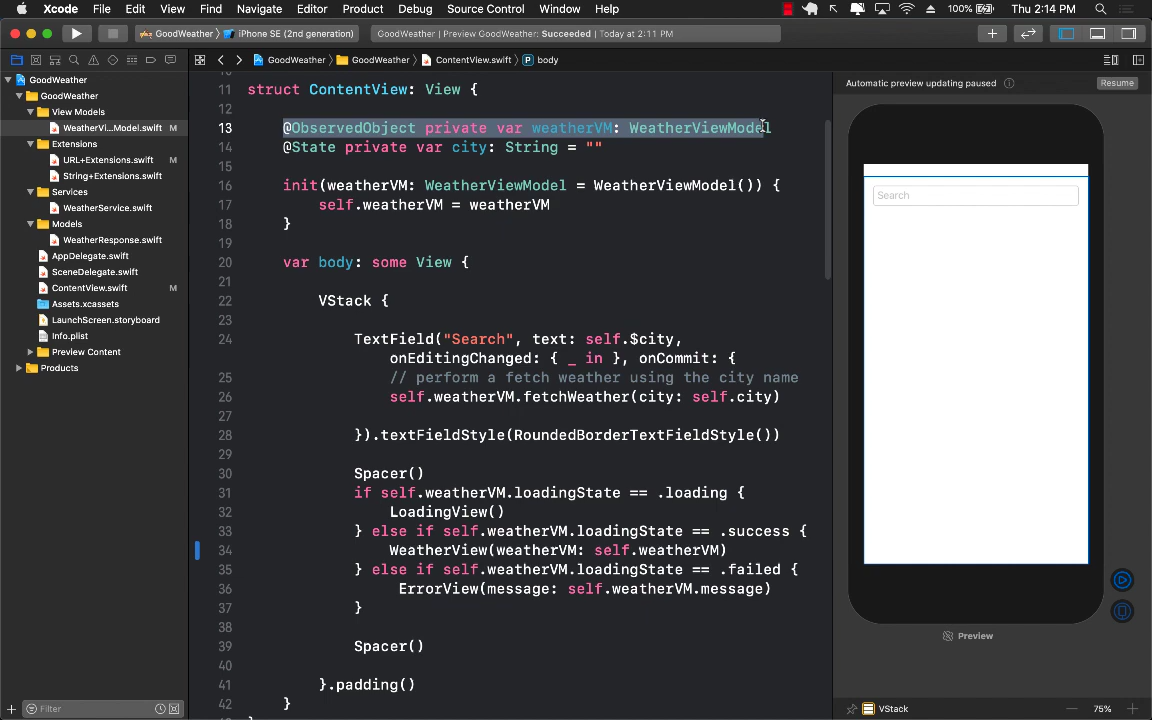 Xcode File Edit View Find Navigate Editor Product Debug Source Control Window Help 100% Thu 2:14 PM
GoodWeather iPhone SE (2nd generation) GoodWeather | Preview GoodWeather: Succeeded | Today at 2:11 PM
GoodWeather GoodWeather ContentView.swift P body
Automatic preview updating paused Resume
GoodWeather
GoodWeather
View Models
WeatherVi...Model.swift M
Extensions
URL+Extensions.swift M
String+Extensions.swift M
Services
WeatherService.swift
Models
WeatherResponse.swift
AppDelegate.swift
SceneDelegate.swift
ContentView.swift M
Assets.xcassets
LaunchScreen.storyboard
Info.plist
Preview Content
Products
Filter
11 struct ContentView: View {
12
13 @ObservedObject private var weatherVM: WeatherViewModel
14 @State private var city: String = ""
15
16 init(weatherVM: WeatherViewModel = WeatherViewModel()) {
17 self.weatherVM = weatherVM
18 }
19
20 var body: some View {
21
22 VStack {
23
24 TextField("Search", text: self.$city,
onEditingChanged: { _ in }, onCommit: {
25 // perform a fetch weather using the city name
26 self.weatherVM.fetchWeather(city: self.city)
27
28 }).textFieldStyle(RoundedBorderTextFieldStyle())
29
30 Spacer()
31 if self.weatherVM.loadingState == .loading {
32 LoadingView()
33 } else if self.weatherVM.loadingState == .success {
34 WeatherView(weatherVM: self.weatherVM)
35 } else if self.weatherVM.loadingState == .failed {
36 ErrorView(message: self.weatherVM.message)
37 }
38
39 Spacer()
40
41 }.padding()
42 }
Search
Preview
VStack 75%